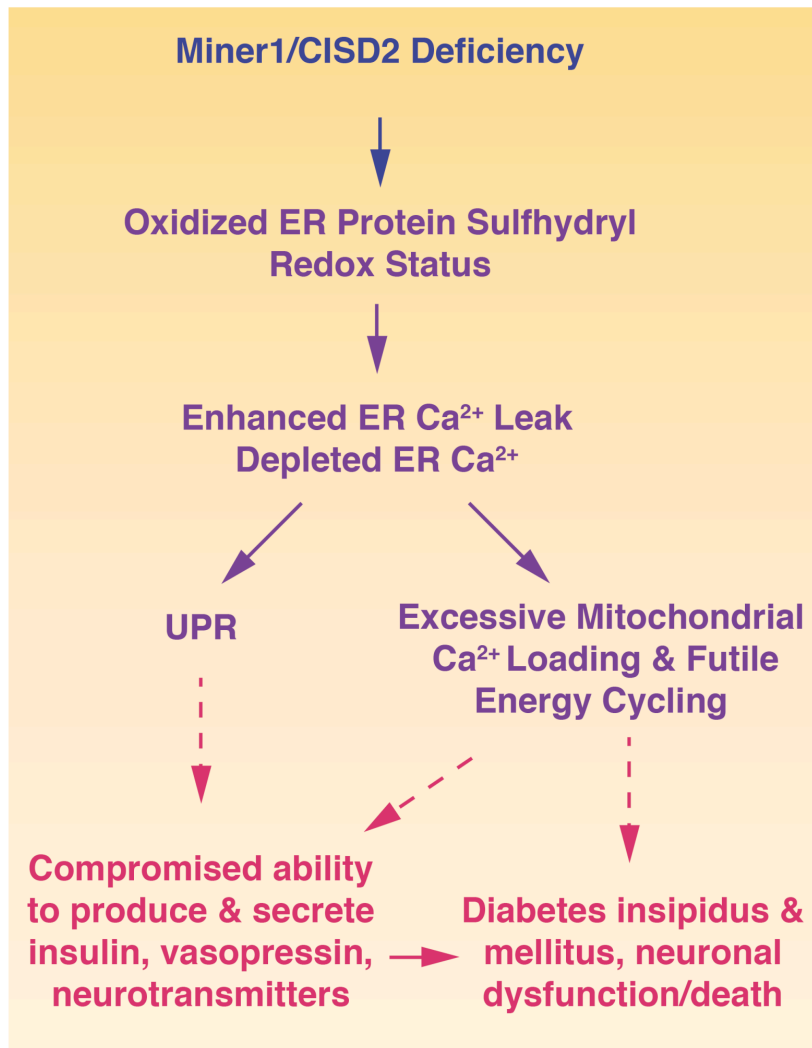 Miner1/CISD2 Deficiency
Oxidized ER Protein Sulfhydryl
Redox Status
Enhanced ER Ca²⁺ Leak
Depleted ER Ca²⁺
UPR
Excessive Mitochondrial
Ca²⁺ Loading & Futile
Energy Cycling
Compromised ability
to produce & secrete
insulin, vasopressin,
neurotransmitters
Diabetes insipidus &
mellitus, neuronal
dysfunction/death